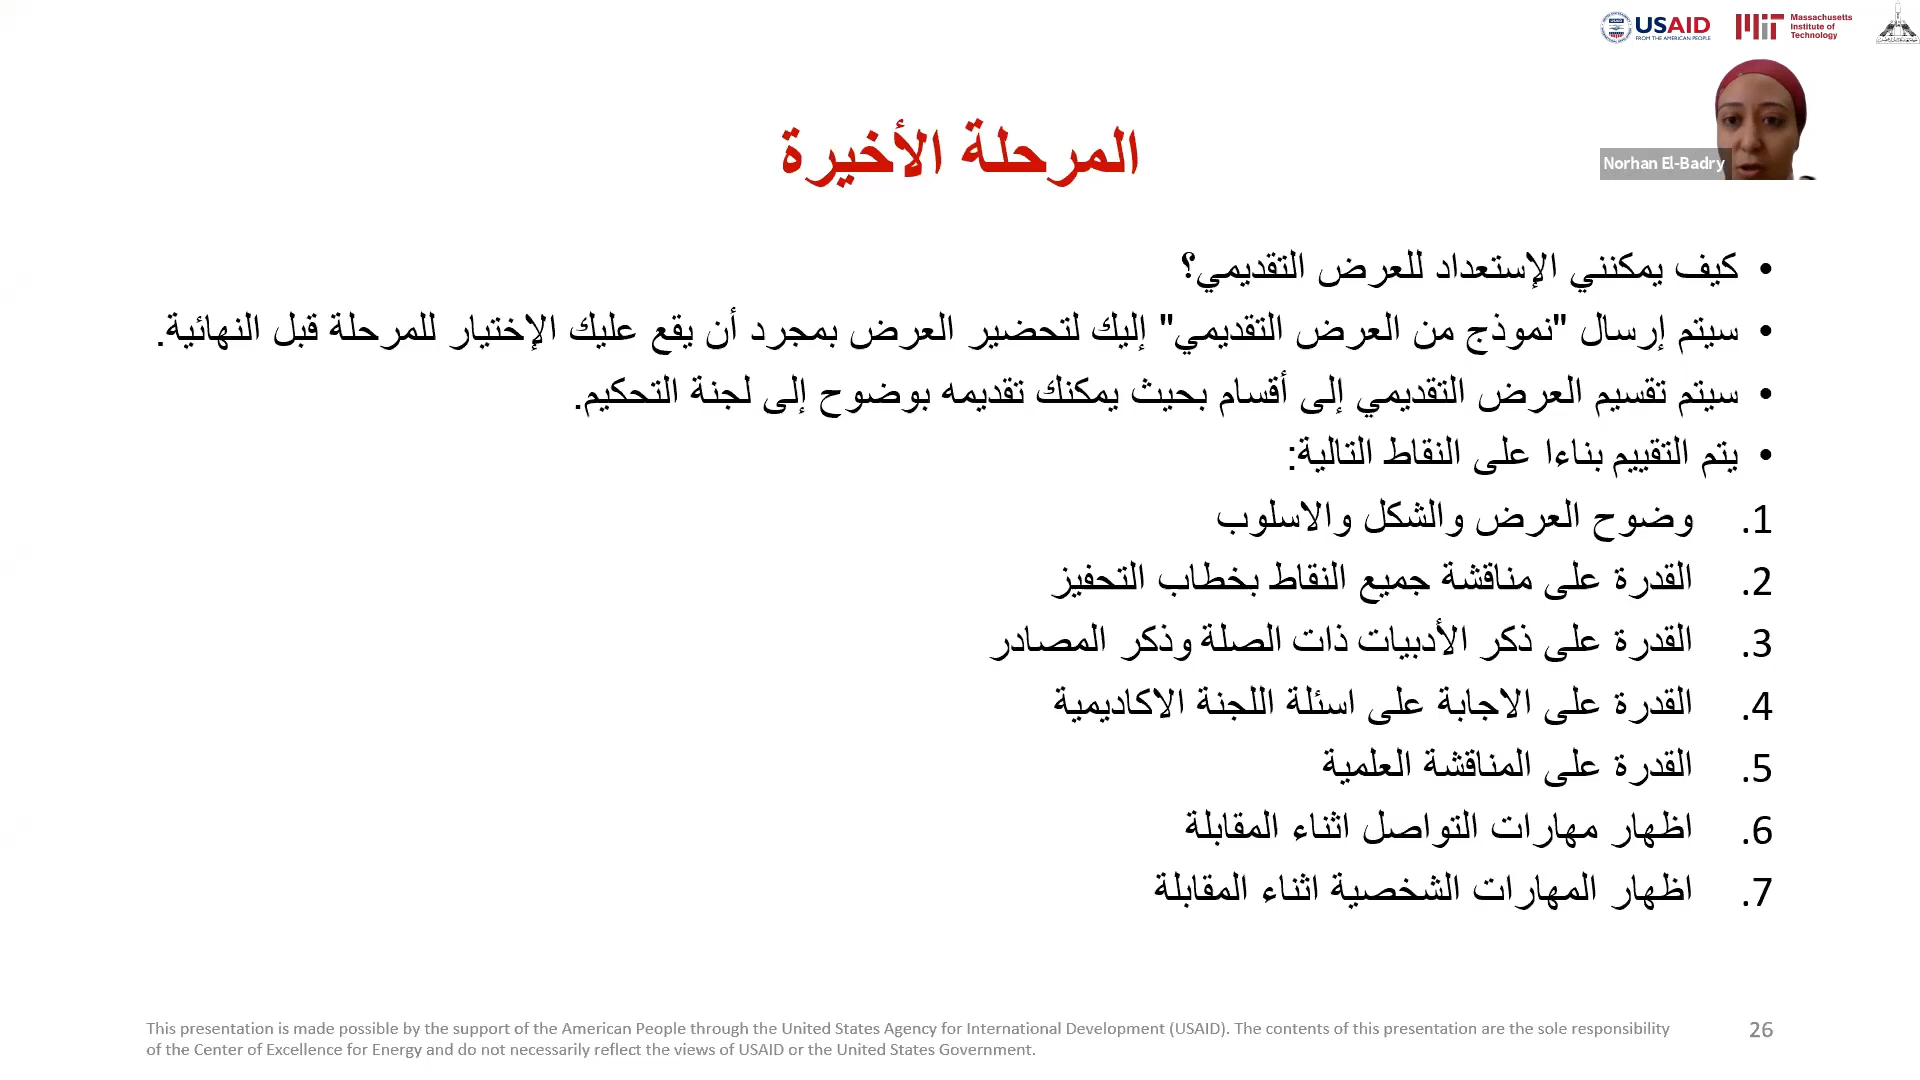 USAID
FROM THE AMERICAN PEOPLE
Massachusetts
Institute of
Technology
Norhan El-Badry
المرحلة الأخيرة
• كيف يمكنني الإستعداد للعرض التقديمي؟
• سيتم إرسال "نموذج من العرض التقديمي" إليك لتحضير العرض بمجرد أن يقع عليك الإختيار للمرحلة قبل النهائية.
• سيتم تقسيم العرض التقديمي إلى أقسام بحيث يمكنك تقديمه بوضوح إلى لجنة التحكيم.
• يتم التقييم بناءا على النقاط التالية:
1. وضوح العرض والشكل والاسلوب
2. القدرة على مناقشة جميع النقاط بخطاب التحفيز
3. القدرة على ذكر الأدبيات ذات الصلة وذكر المصادر
4. القدرة على الاجابة على اسئلة اللجنة الاكاديمية
5. القدرة على المناقشة العلمية
6. اظهار مهارات التواصل اثناء المقابلة
7. اظهار المهارات الشخصية اثناء المقابلة
This presentation is made possible by the support of the American People through the United States Agency for International Development (USAID). The contents of this presentation are the sole responsibility
of the Center of Excellence for Energy and do not necessarily reflect the views of USAID or the United States Government.
26